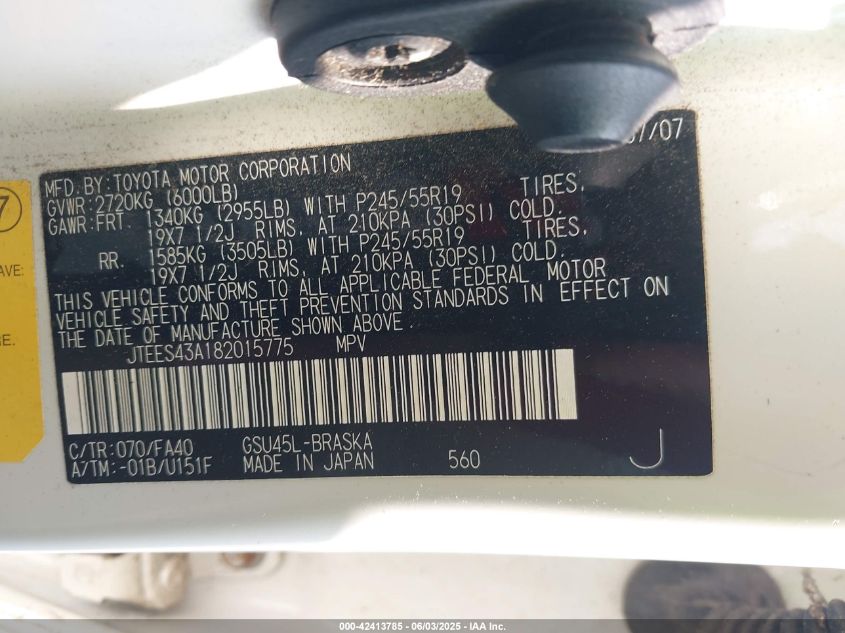 7/07
MFD. BY: TOYOTA MOTOR CORPORATION
GVWR: 2720KG (6000LB)
GAWR: FRT. 1340KG (2955LB) WITH P245/55R19 TIRES,
19X7 1/2J RIMS, AT 210KPA (30PSI) COLD.
RR. 1585KG (3505LB) WITH P245/55R19 TIRES,
19X7 1/2J RIMS, AT 210KPA (30PSI) COLD.
THIS VEHICLE CONFORMS TO ALL APPLICABLE FEDERAL MOTOR
VEHICLE SAFETY AND THEFT PREVENTION STANDARDS IN EFFECT ON
THE DATE OF MANUFACTURE SHOWN ABOVE.
JTEES43A182015775 MPV
C/TR: 070/FA40 GSU45L-BRASKA
A/TM: -01B/U151F MADE IN JAPAN 560 J
7
AVE:
E.
000-42413785 - 06/03/2025 - IAA Inc.